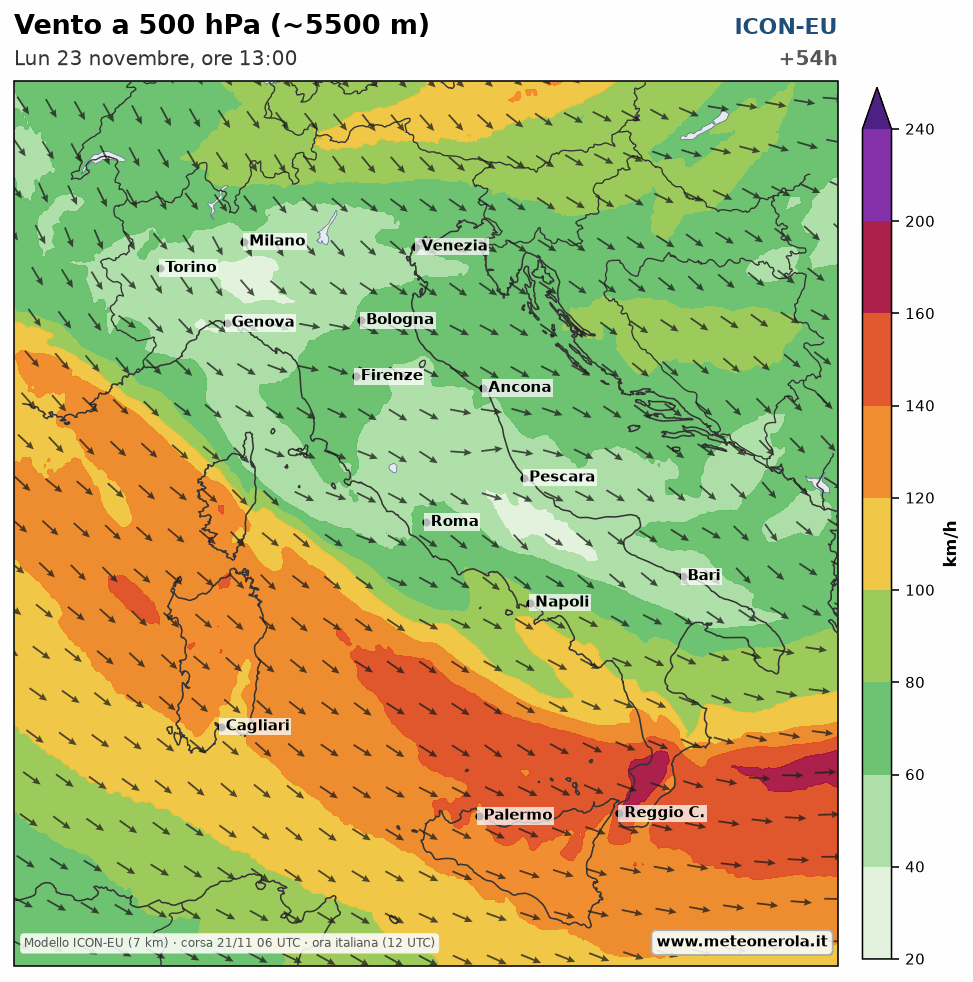 Vento a 500 hPa (~5500 m)
ICON-EU
Lun 23 novembre, ore 13:00
+54h
Milano
Venezia
Torino
Genova
Bologna
Firenze
Ancona
Pescara
Roma
Bari
Napoli
Cagliari
Palermo
Reggio C.
240
200
160
140
120
100
80
60
40
20
km/h
Modello ICON-EU (7 km) · corsa 21/11 06 UTC · ora italiana (12 UTC)
www.meteonerola.it